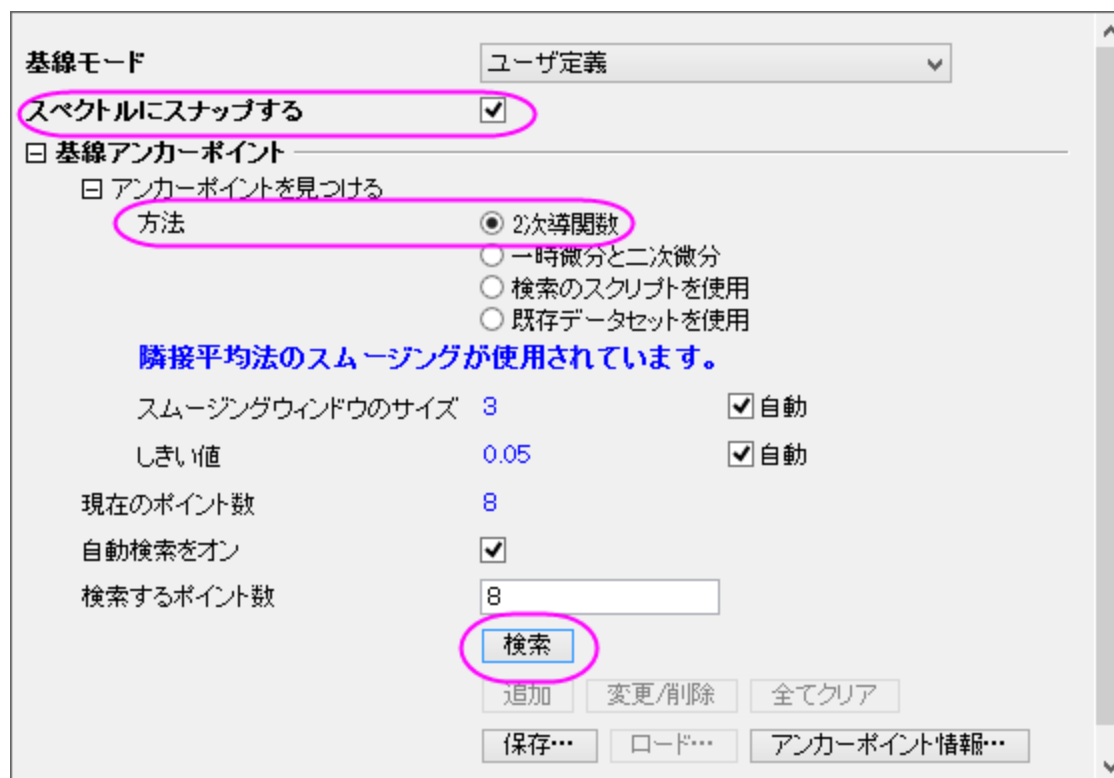 基線モード ユーザ定義
スペクトルにスナップする
基線アンカーポイント
アンカーポイントを見つける
方法 2次導関数
一時微分と二次微分
検索のスクリプトを使用
既存データセットを使用
隣接平均法のスムージングが使用されています。
スムージングウィンドウのサイズ 3 自動
しきい値 0.05 自動
現在のポイント数 8
自動検索をオン
検索するポイント数 8
検索
追加 変更/削除 全てクリア
保存… ロード… アンカーポイント情報…